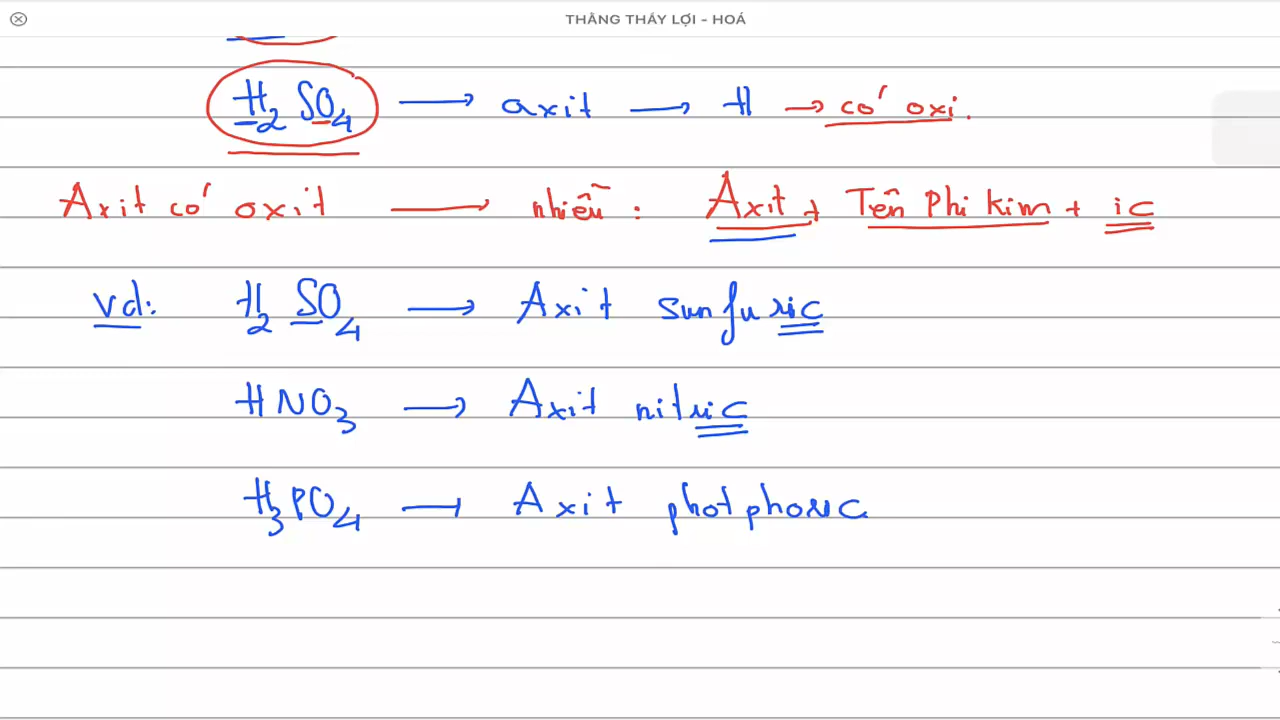 THẰNG THẦY LỢI - HOÁ
H₂SO₄ → axit → H → có oxi.
Axit có oxit → nhiều : Axit + Tên Phi kim + ic
Vd: H₂SO₄ → Axit sunfuric
HNO₃ → Axit nitric
H₃PO₄ → Axit photphoric